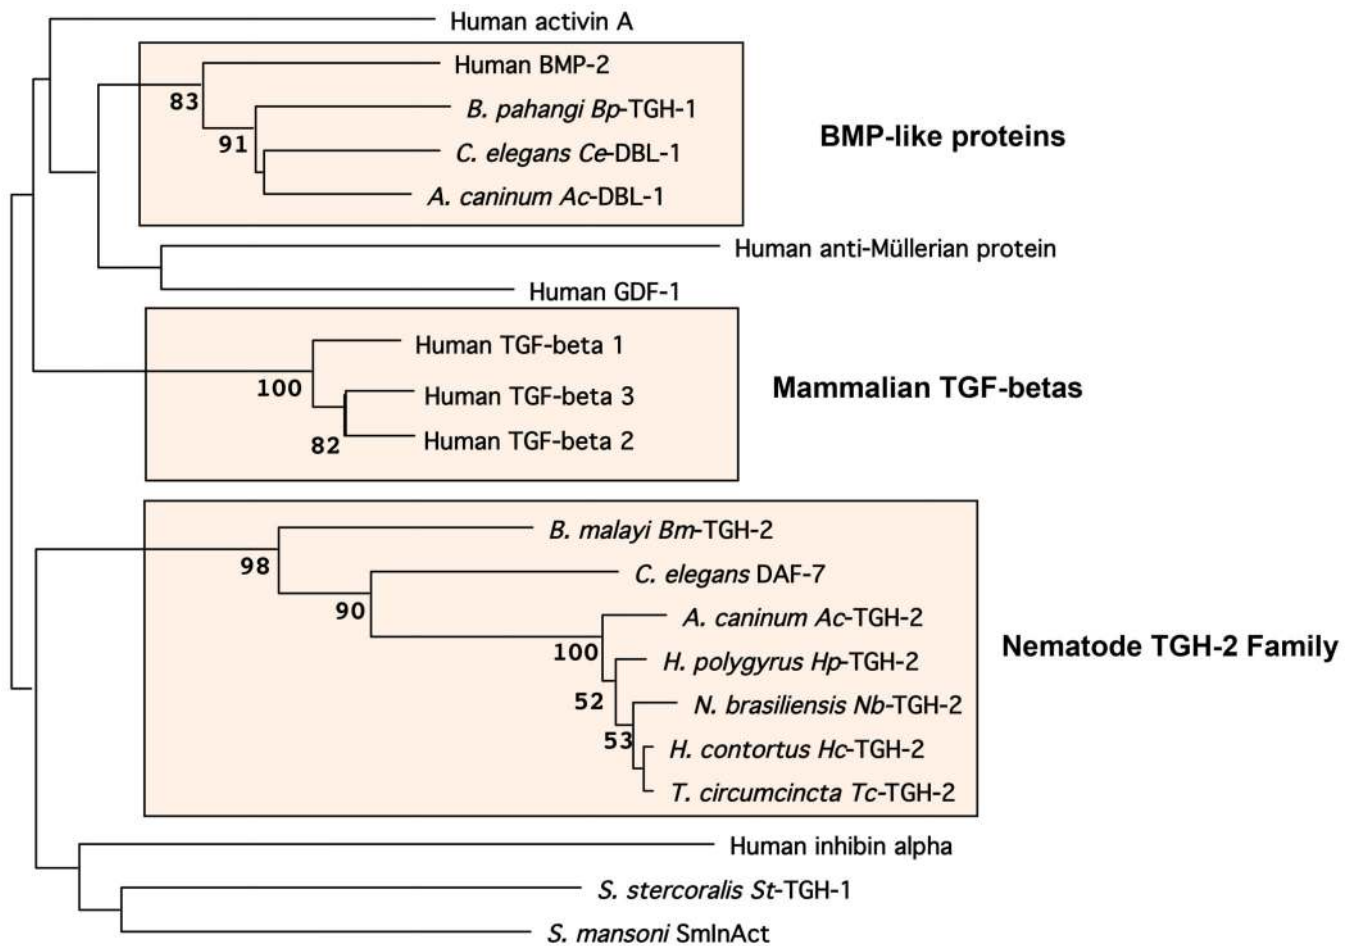 Human activin A
Human BMP-2
83
B. pahangi Bp-TGH-1
BMP-like proteins
91
C. elegans Ce-DBL-1
A. caninum Ac-DBL-1
Human anti-Müllerian protein
Human GDF-1
Human TGF-beta 1
100
Mammalian TGF-betas
Human TGF-beta 3
82
Human TGF-beta 2
B. malayi Bm-TGH-2
98
C. elegans DAF-7
90
A. caninum Ac-TGH-2
100
Nematode TGH-2 Family
H. polygyrus Hp-TGH-2
52
N. brasiliensis Nb-TGH-2
53
H. contortus Hc-TGH-2
T. circumcincta Tc-TGH-2
Human inhibin alpha
S. stercoralis St-TGH-1
S. mansoni SmInAct